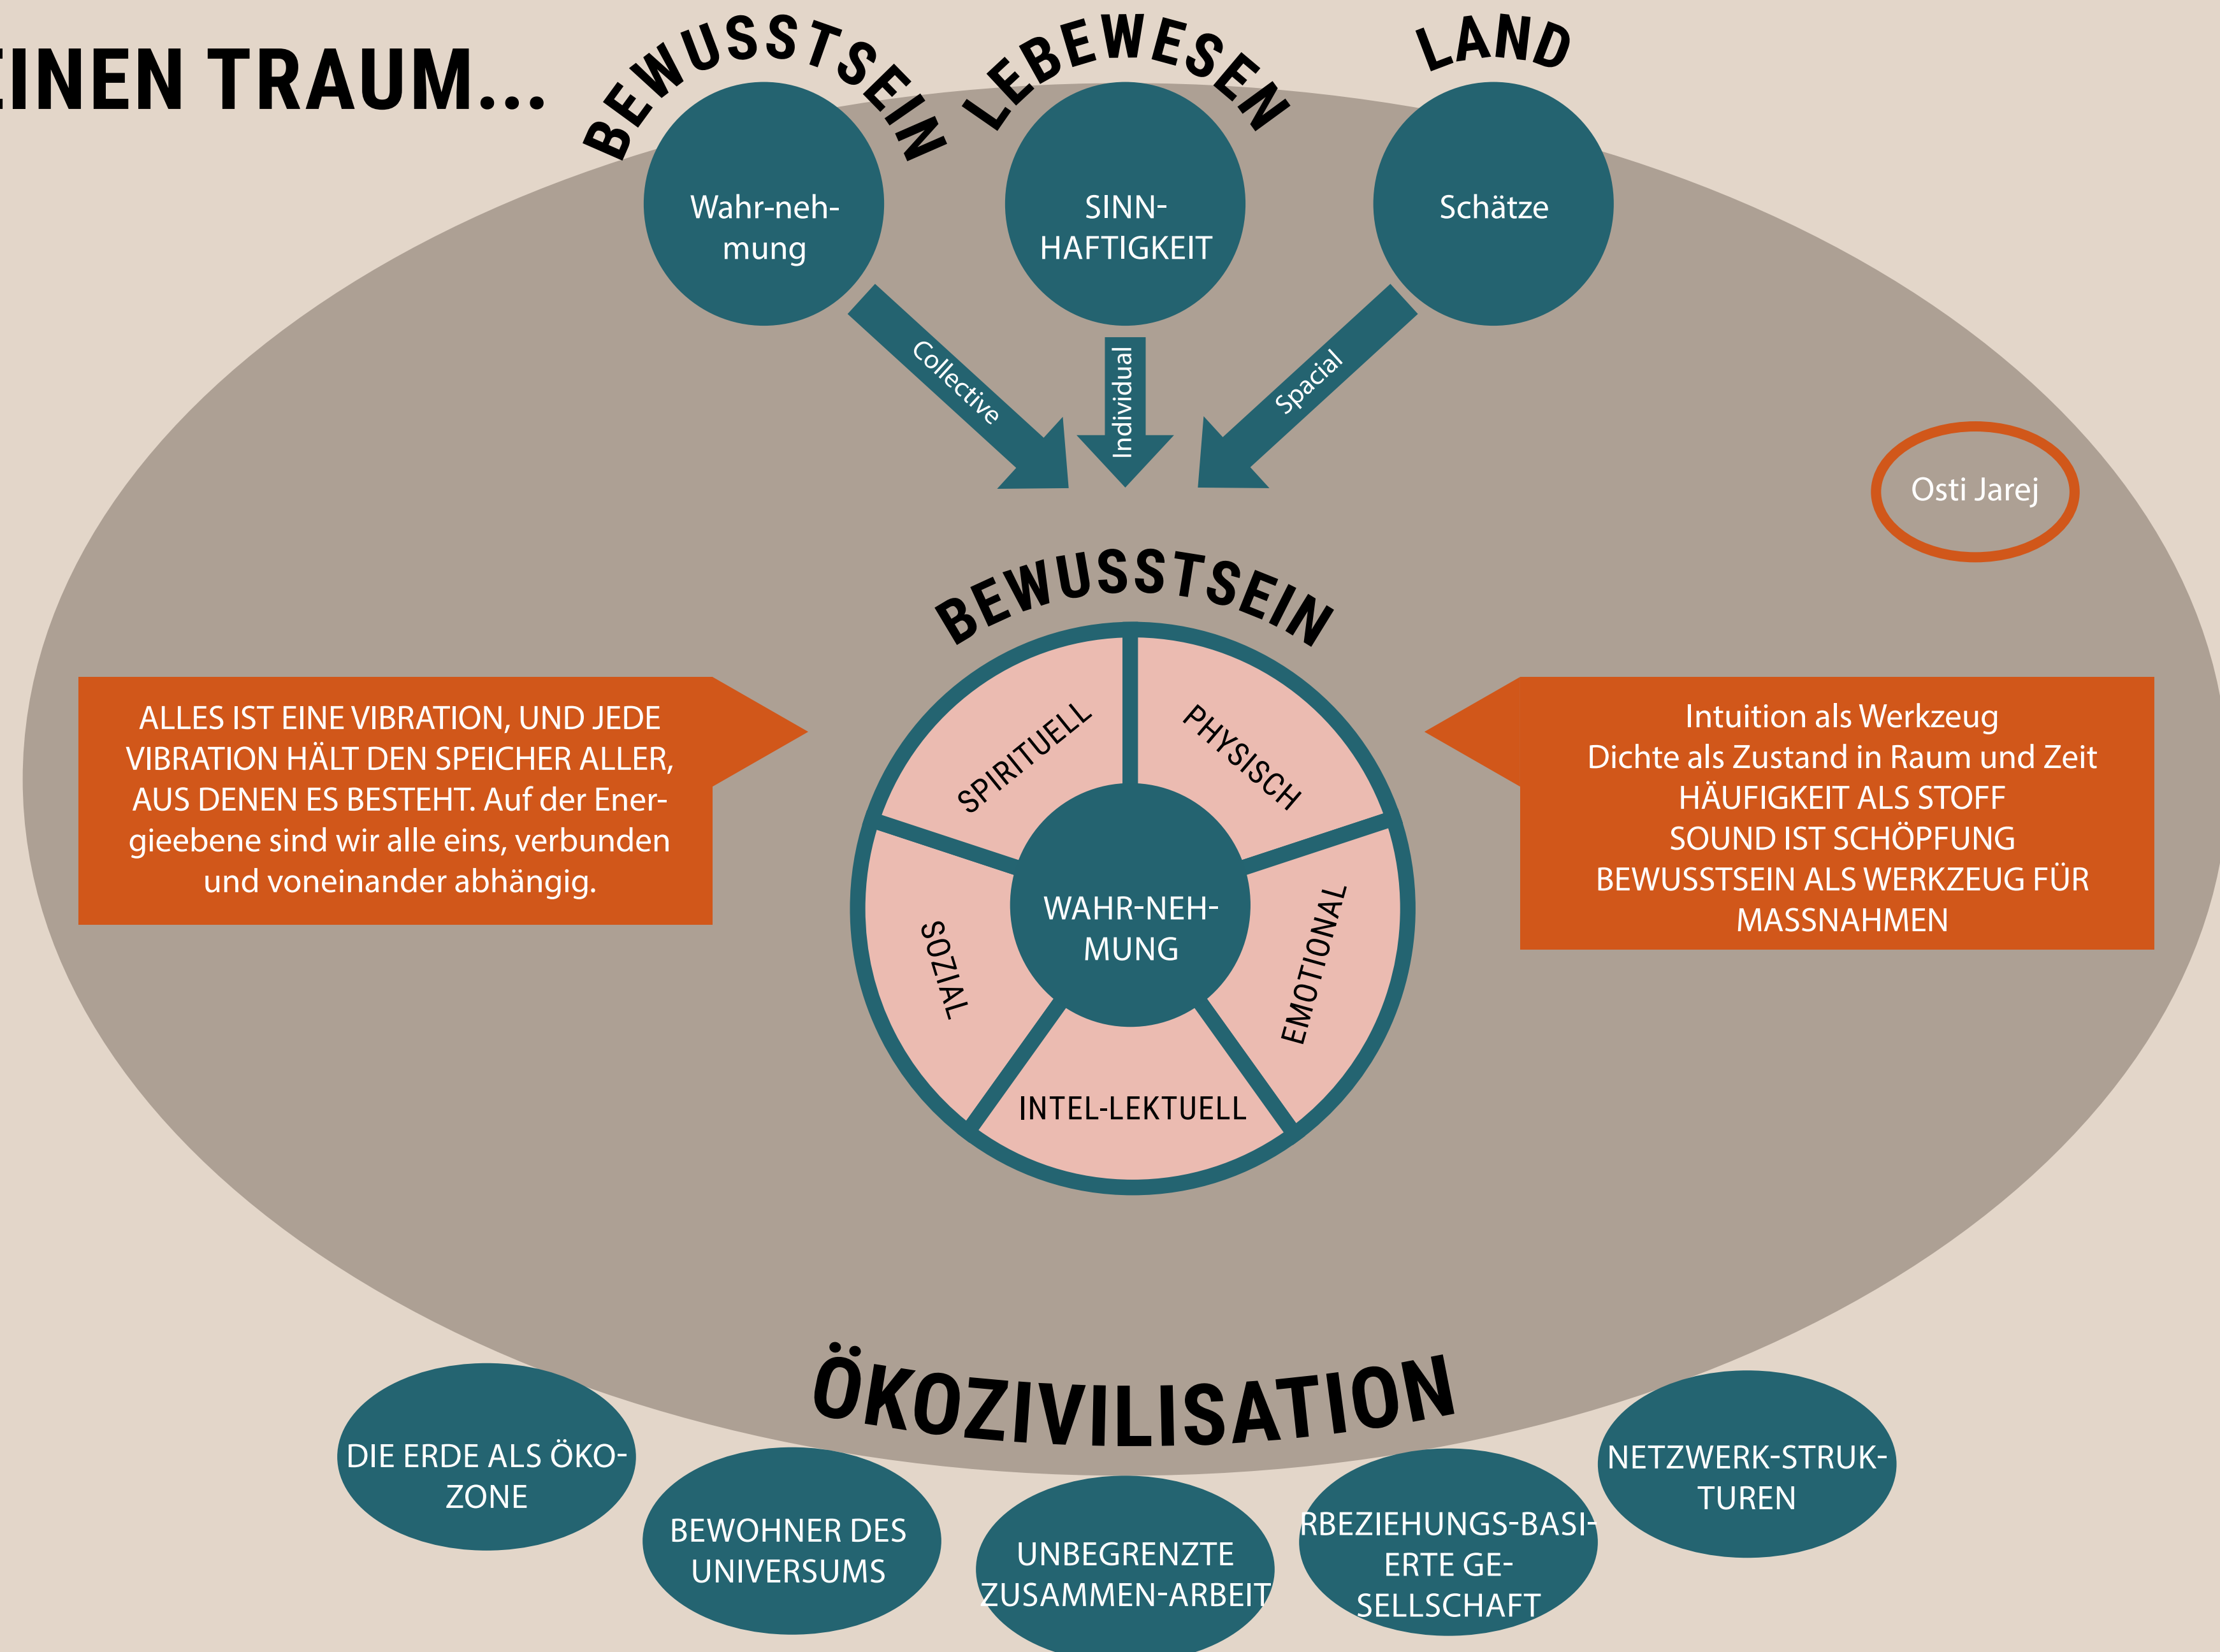 EINEN TRAUM...
BEWUSSTSEIN
LEBEWESEN
LAND
Wahr-neh-
mung
SINN-
HAFTIGKEIT
Schätze
Collective
Individual
Spacial
Osti Jarej
BEWUSSTSEIN
ALLES IST EINE VIBRATION, UND JEDE
VIBRATION HÄLT DEN SPEICHER ALLER,
AUS DENEN ES BESTEHT. Auf der Ener-
gieebene sind wir alle eins, verbunden
und voneinander abhängig.
Intuition als Werkzeug
Dichte als Zustand in Raum und Zeit
HÄUFIGKEIT ALS STOFF
SOUND IST SCHÖPFUNG
BEWUSSTSEIN ALS WERKZEUG FÜR
MASSNAHMEN
SPIRITUELL
PHYSISCH
SOZIAL
WAHR-NEH-
MUNG
EMOTIONAL
INTEL-LEKTUELL
ÖKOZIVILISATION
DIE ERDE ALS ÖKO-
ZONE
BEWOHNER DES
UNIVERSUMS
UNBEGRENZTE
ZUSAMMEN-ARBEIT
RBEZIEHUNGS-BASI-
ERTE GE-
SELLSCHAFT
NETZWERK-STRUK-
TUREN